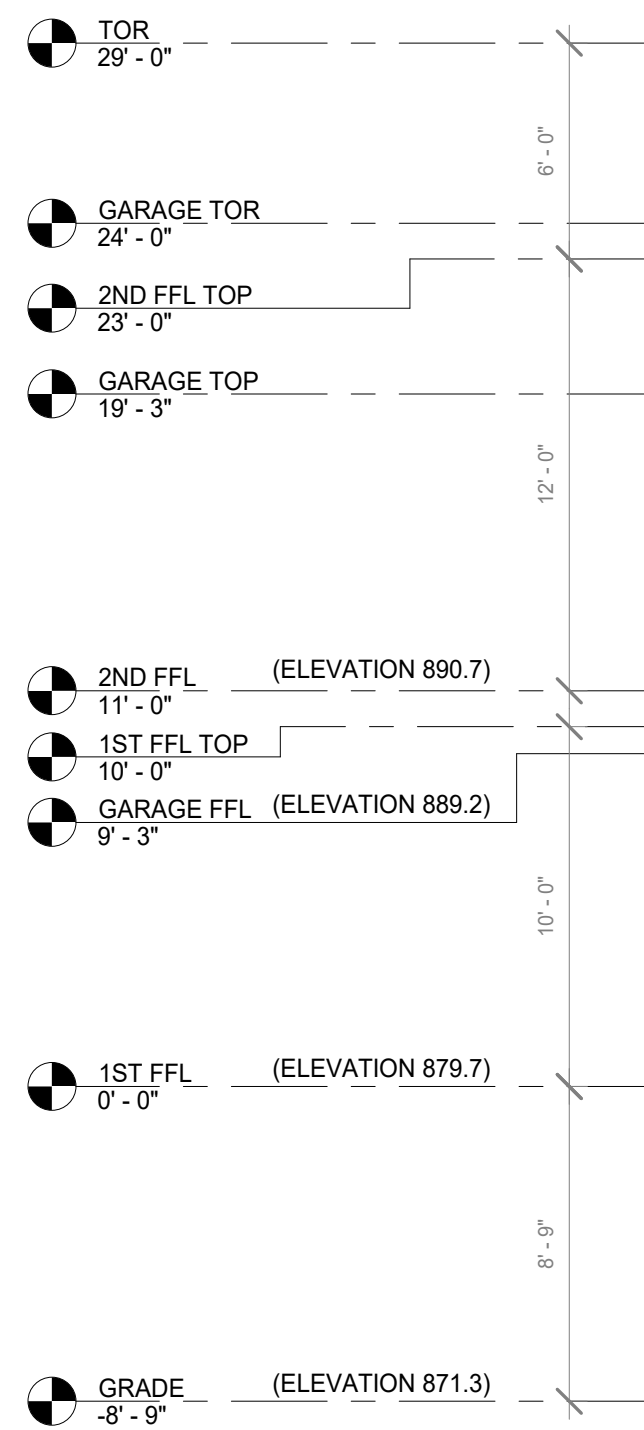 TOR
29' - 0"
6' - 0"
GARAGE TOR
24' - 0"
2ND FFL TOP
23' - 0"
GARAGE TOP
19' - 3"
12' - 0"
2ND FFL (ELEVATION 890.7)
11' - 0"
1ST FFL TOP
10' - 0"
GARAGE FFL (ELEVATION 889.2)
9' - 3"
10' - 0"
1ST FFL (ELEVATION 879.7)
0' - 0"
8' - 9"
GRADE (ELEVATION 871.3)
-8' - 9"